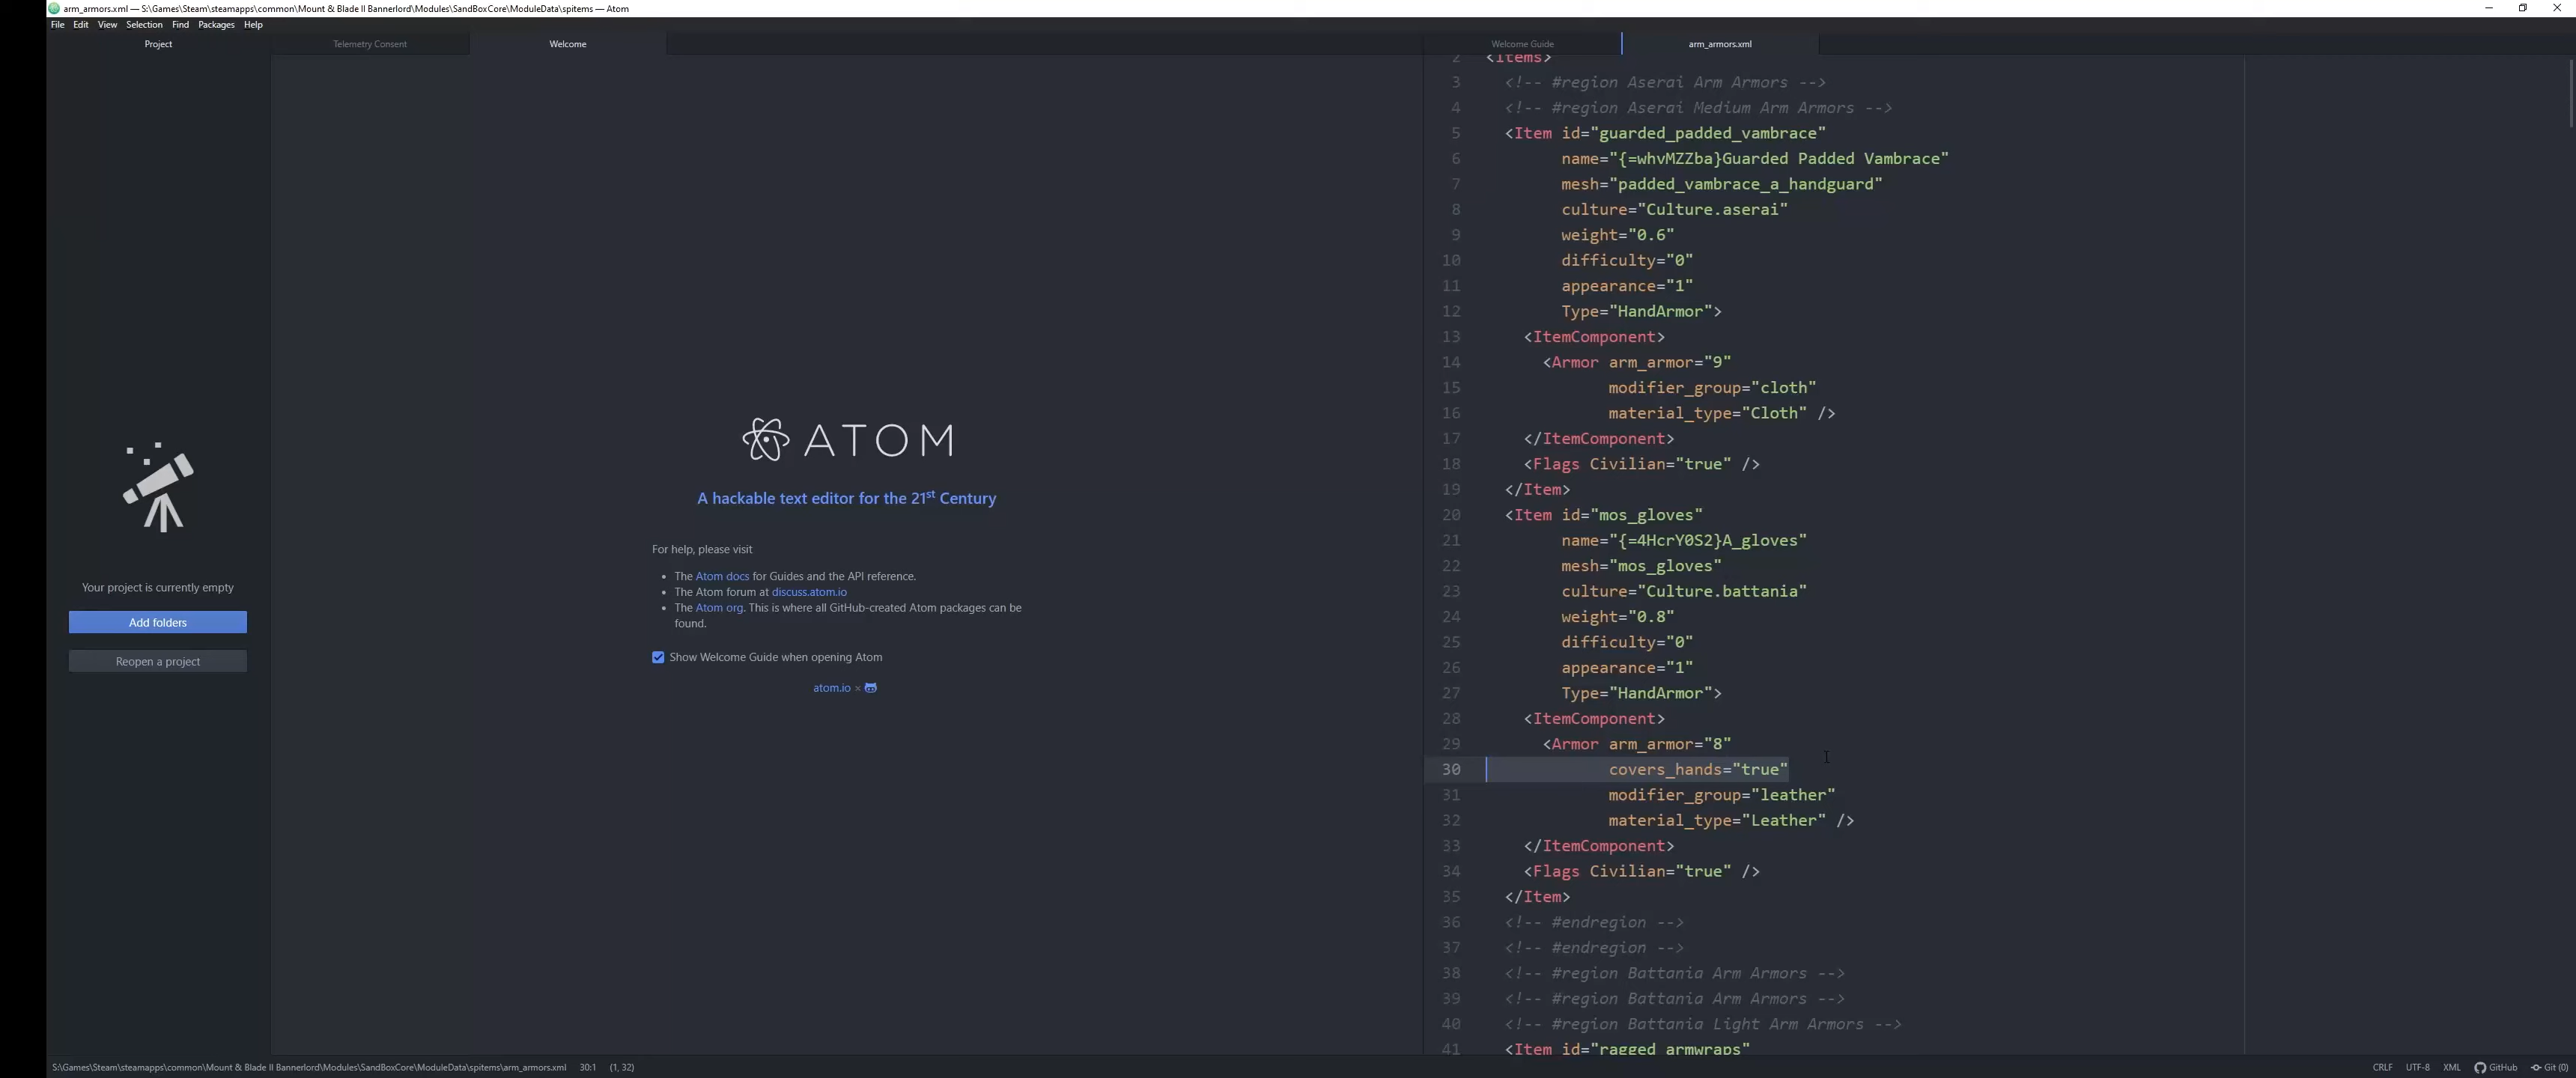 arm_armors.xml — S:\Games\Steam\steamapps\common\Mount & Blade II Bannerlord\Modules\SandBoxCore\ModuleData\spitems — Atom
File Edit View Selection Find Packages Help
Project
Telemetry Consent
Welcome
Welcome Guide
arm_armors.xml
Your project is currently empty
Add folders
Reopen a project
ATOM
A hackable text editor for the 21st Century
For help, please visit
• The Atom docs for Guides and the API reference.
• The Atom forum at discuss.atom.io
• The Atom org. This is where all GitHub-created Atom packages can be
found.
Show Welcome Guide when opening Atom
atom.io ×
2 <Items>
3 <!-- #region Aserai Arm Armors -->
4 <!-- #region Aserai Medium Arm Armors -->
5 <Item id="guarded_padded_vambrace"
6 name="{=whvMZZba}Guarded Padded Vambrace"
7 mesh="padded_vambrace_a_handguard"
8 culture="Culture.aserai"
9 weight="0.6"
10 difficulty="0"
11 appearance="1"
12 Type="HandArmor">
13 <ItemComponent>
14 <Armor arm_armor="9"
15 modifier_group="cloth"
16 material_type="Cloth" />
17 </ItemComponent>
18 <Flags Civilian="true" />
19 </Item>
20 <Item id="mos_gloves"
21 name="{=4HcrY0S2}A_gloves"
22 mesh="mos_gloves"
23 culture="Culture.battania"
24 weight="0.8"
25 difficulty="0"
26 appearance="1"
27 Type="HandArmor">
28 <ItemComponent>
29 <Armor arm_armor="8"
30 covers_hands="true"
31 modifier_group="leather"
32 material_type="Leather" />
33 </ItemComponent>
34 <Flags Civilian="true" />
35 </Item>
36 <!-- #endregion -->
37 <!-- #endregion -->
38 <!-- #region Battania Arm Armors -->
39 <!-- #region Battania Arm Armors -->
40 <!-- #region Battania Light Arm Armors -->
41 <Item id="ragged_armwraps"
S:\Games\Steam\steamapps\common\Mount & Blade II Bannerlord\Modules\SandBoxCore\ModuleData\spitems\arm_armors.xml 30:1 (1, 32)
CRLF UTF-8 XML GitHub Git (0)